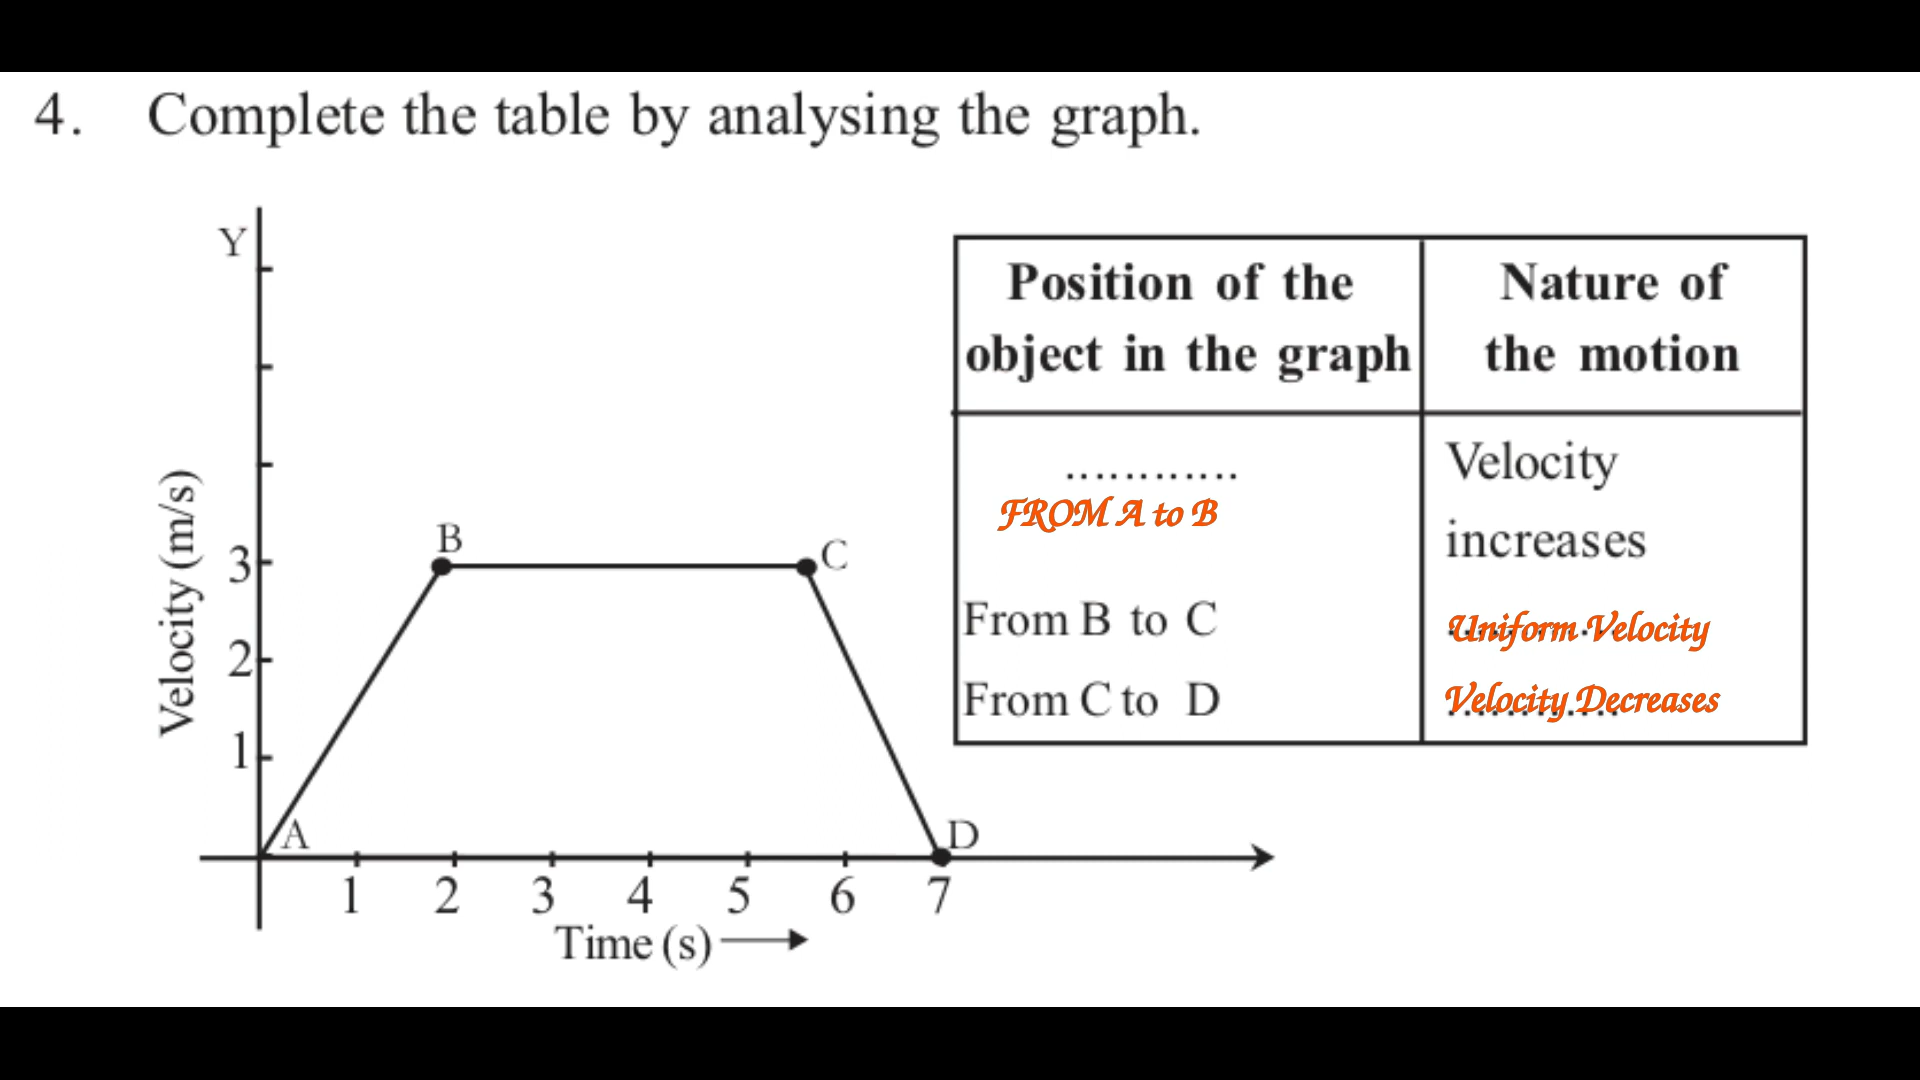 4. Complete the table by analysing the graph.
Y
Velocity (m/s)
3
2
1
A
B
C
D
1 2 3 4 5 6 7
Time (s)
Position of the
object in the graph
Nature of
the motion
............
FROM A to B
Velocity
increases
From B to C
Uniform Velocity
From C to D
Velocity Decreases